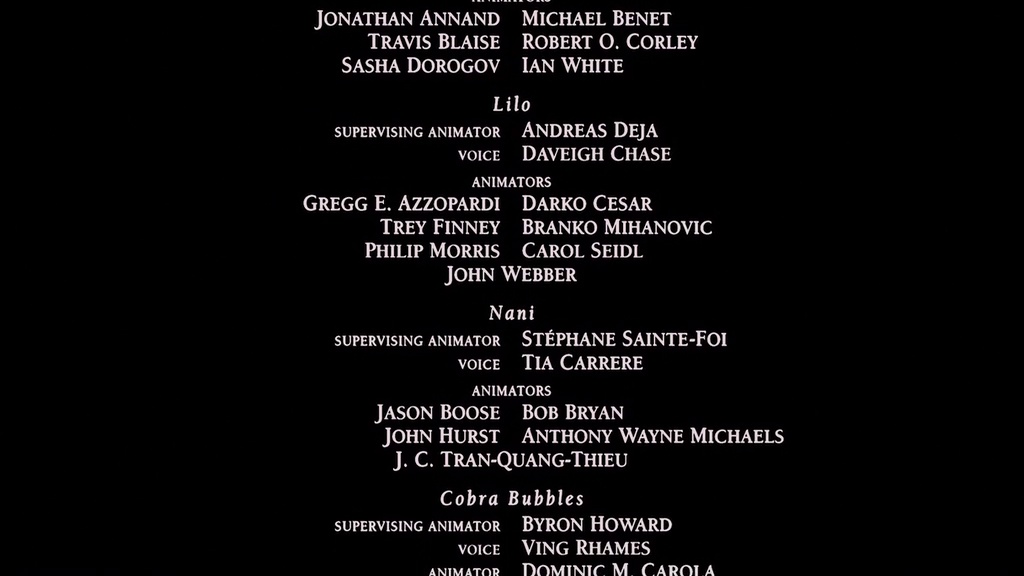 ANIMATORS
JONATHAN ANNAND MICHAEL BENET
TRAVIS BLAISE ROBERT O. CORLEY
SASHA DOROGOV IAN WHITE
Lilo
SUPERVISING ANIMATOR ANDREAS DEJA
VOICE DAVEIGH CHASE
ANIMATORS
GREGG E. AZZOPARDI DARKO CESAR
TREY FINNEY BRANKO MIHANOVIC
PHILIP MORRIS CAROL SEIDL
JOHN WEBBER
Nani
SUPERVISING ANIMATOR STÉPHANE SAINTE-FOI
VOICE TIA CARRERE
ANIMATORS
JASON BOOSE BOB BRYAN
JOHN HURST ANTHONY WAYNE MICHAELS
J. C. TRAN-QUANG-THIEU
Cobra Bubbles
SUPERVISING ANIMATOR BYRON HOWARD
VOICE VING RHAMES
ANIMATOR DOMINIC M. CAROLA